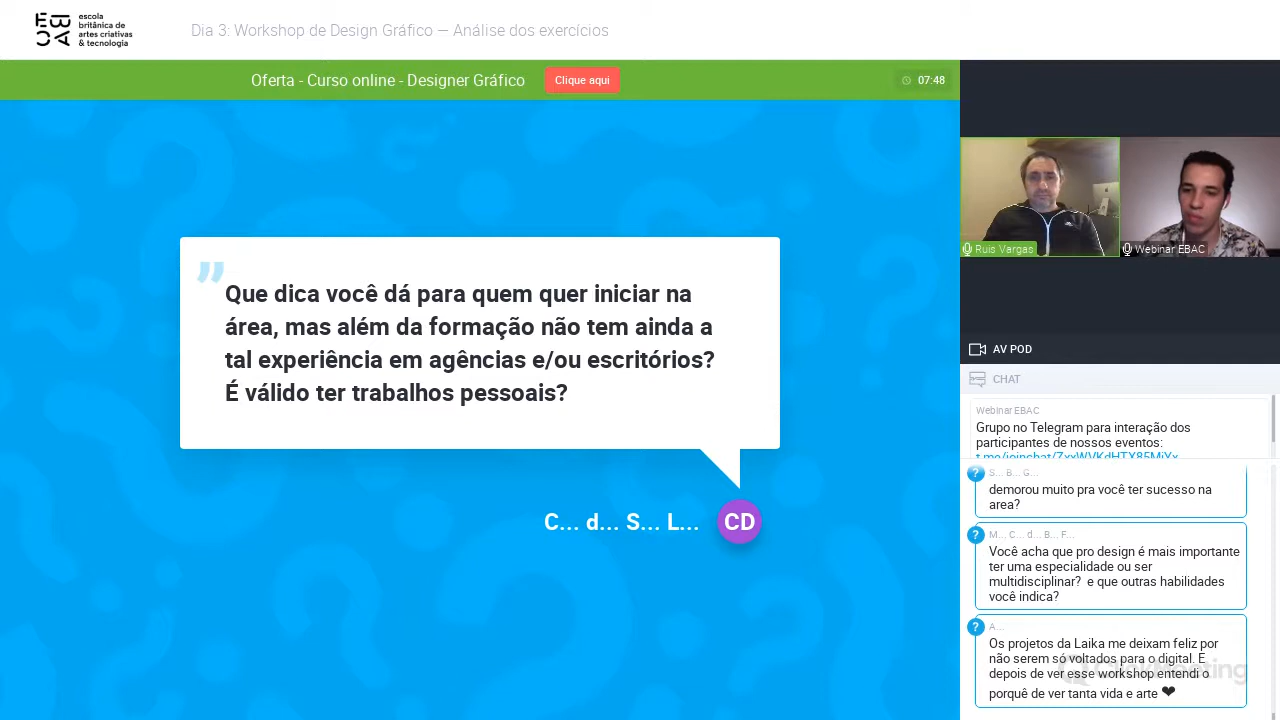 escola
britânica de
artes criativas
& tecnologia
EBAC
Dia 3: Workshop de Design Gráfico — Análise dos exercícios
Oferta - Curso online - Designer Gráfico
Clique aqui
07:48
”
Que dica você dá para quem quer iniciar na
área, mas além da formação não tem ainda a
tal experiência em agências e/ou escritórios?
É válido ter trabalhos pessoais?
C... d... S... L...
CD
Ruis Vargas
Webinar EBAC
AV POD
CHAT
Webinar EBAC
Grupo no Telegram para interação dos
participantes de nossos eventos:
t.me/joinchat/ZxxWVKdHTX85MjYx
? S... B... G...
demorou muito pra você ter sucesso na
area?
? M... C... d... B... F...
Você acha que pro design é mais importante
ter uma especialidade ou ser
multidisciplinar? e que outras habilidades
você indica?
? A...
Os projetos da Laika me deixam feliz por
não serem só voltados para o digital. E
depois de ver esse workshop entendi o
porquê de ver tanta vida e arte ❤
ClickMeeting